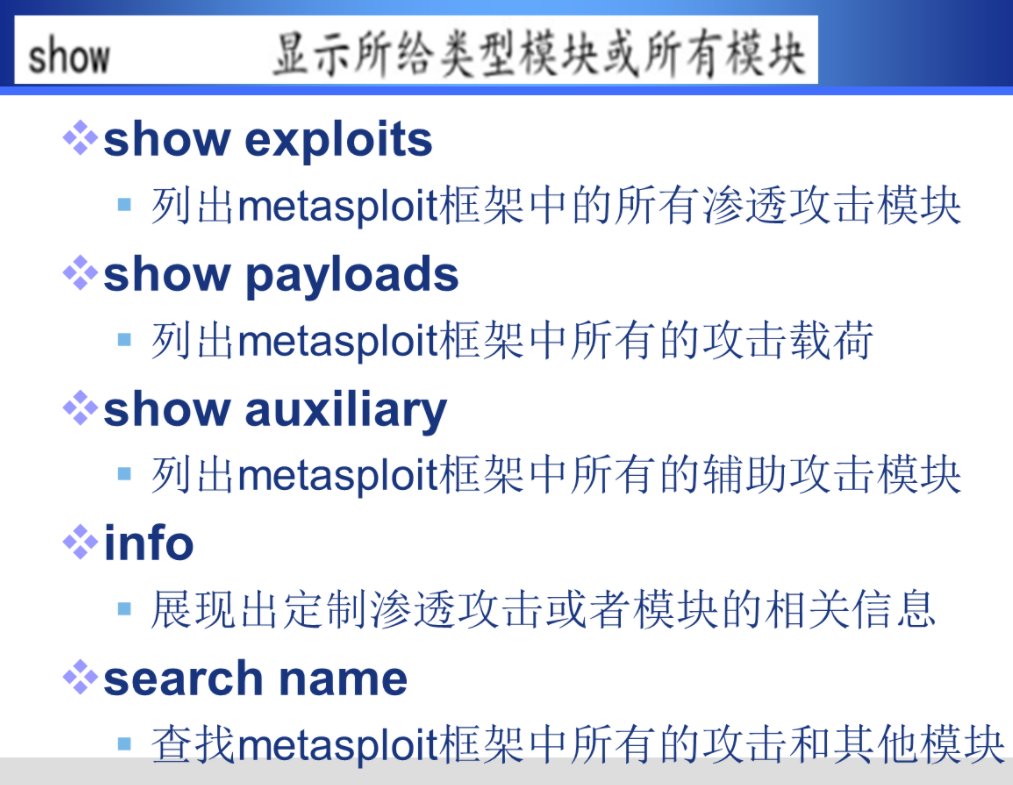 show 显示所给类型模块或所有模块
show exploits
列出metasploit框架中的所有渗透攻击模块
show payloads
列出metasploit框架中所有的攻击载荷
show auxiliary
列出metasploit框架中所有的辅助攻击模块
info
展现出定制渗透攻击或者模块的相关信息
search name
查找metasploit框架中所有的攻击和其他模块